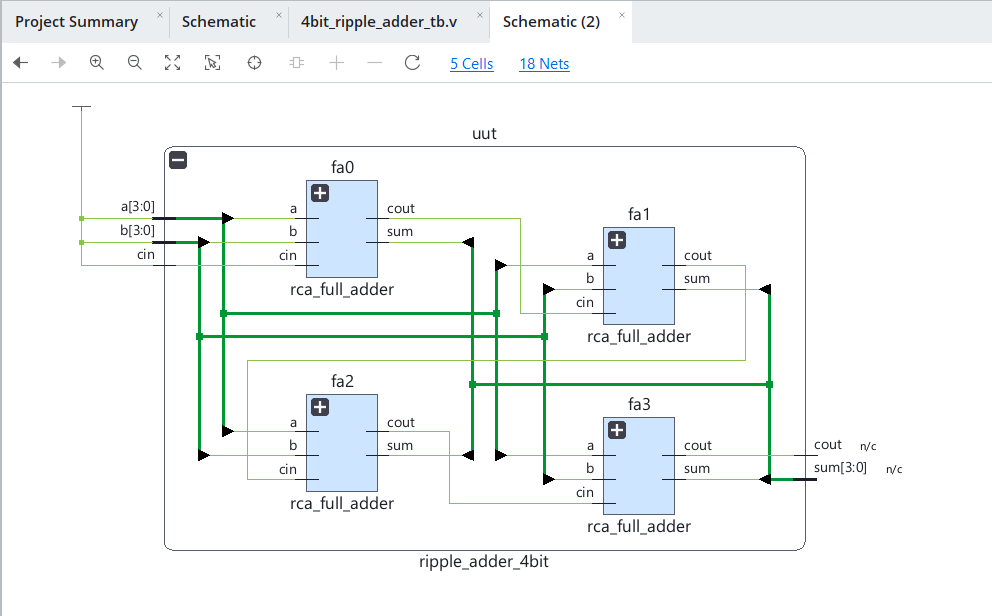 Project Summary × Schematic × 4bit_ripple_adder_tb.v × Schematic (2) ×
5 Cells 18 Nets
uut
fa0
a cout
b sum
cin
rca_full_adder
a[3:0]
b[3:0]
cin
fa1
a cout
b sum
cin
rca_full_adder
fa2
a cout
b sum
cin
rca_full_adder
fa3
a cout
b sum
cin
rca_full_adder
cout n/c
sum[3:0] n/c
ripple_adder_4bit